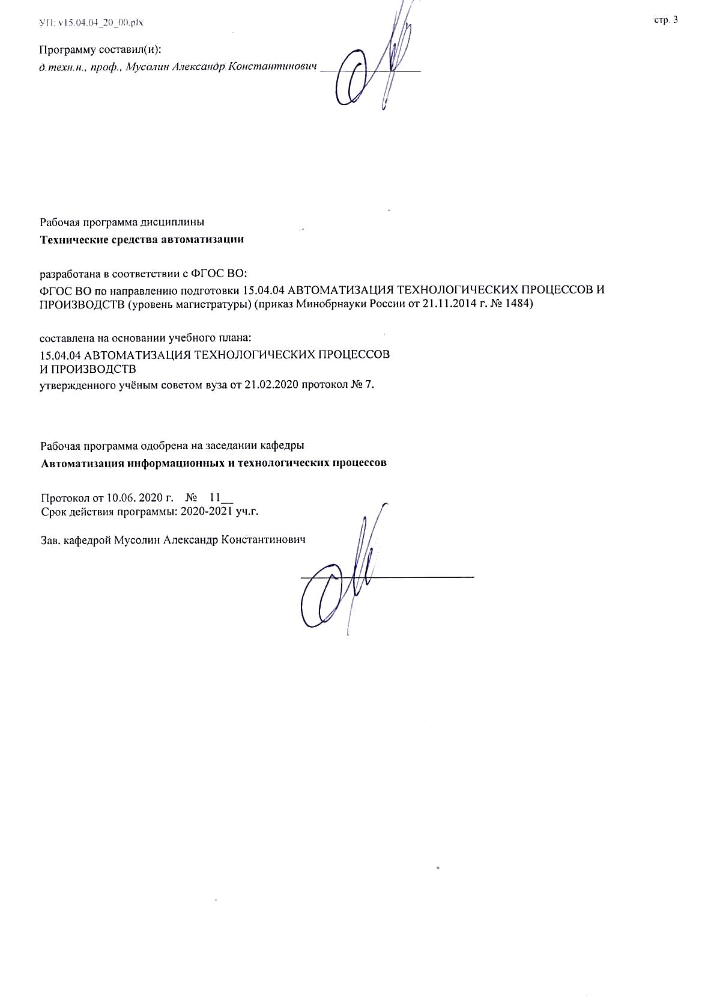 УП: v15.04.04_20_00.plx
стр. 3
Программу составил(и):
д.техн.н., проф., Мусолин Александр Константинович
Рабочая программа дисциплины
Технические средства автоматизации
разработана в соответствии с ФГОС ВО:
ФГОС ВО по направлению подготовки 15.04.04 АВТОМАТИЗАЦИЯ ТЕХНОЛОГИЧЕСКИХ ПРОЦЕССОВ И
ПРОИЗВОДСТВ (уровень магистратуры) (приказ Минобрнауки России от 21.11.2014 г. № 1484)
составлена на основании учебного плана:
15.04.04 АВТОМАТИЗАЦИЯ ТЕХНОЛОГИЧЕСКИХ ПРОЦЕССОВ
И ПРОИЗВОДСТВ
утвержденного учёным советом вуза от 21.02.2020 протокол № 7.
Рабочая программа одобрена на заседании кафедры
Автоматизация информационных и технологических процессов
Протокол от 10.06. 2020 г. № 11__
Срок действия программы: 2020-2021 уч.г.
Зав. кафедрой Мусолин Александр Константинович